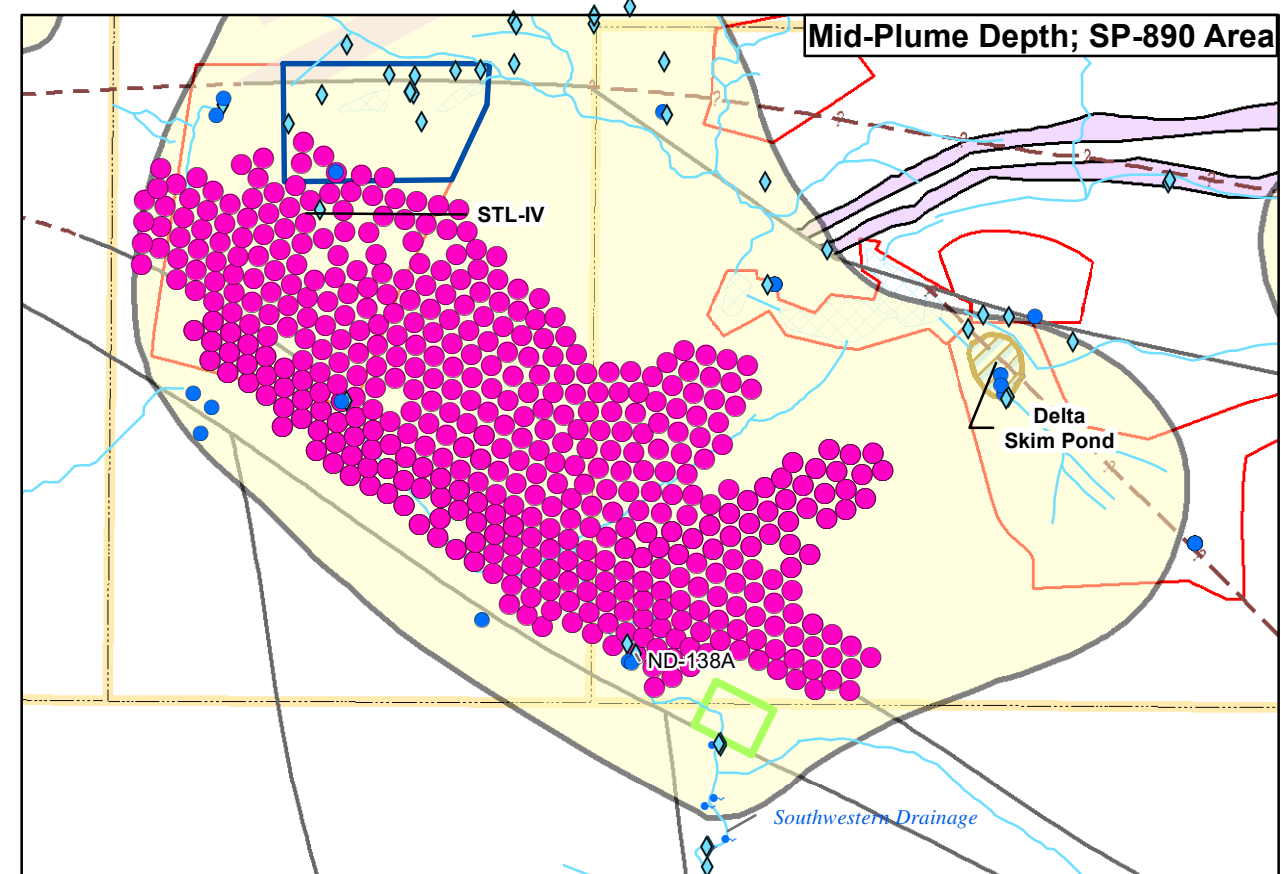 Mid-Plume Depth; SP-890 Area
?
?
?
?
?
?
STL-IV
?
Delta
Skim Pond
?
?
ND-138A
Southwestern Drainage